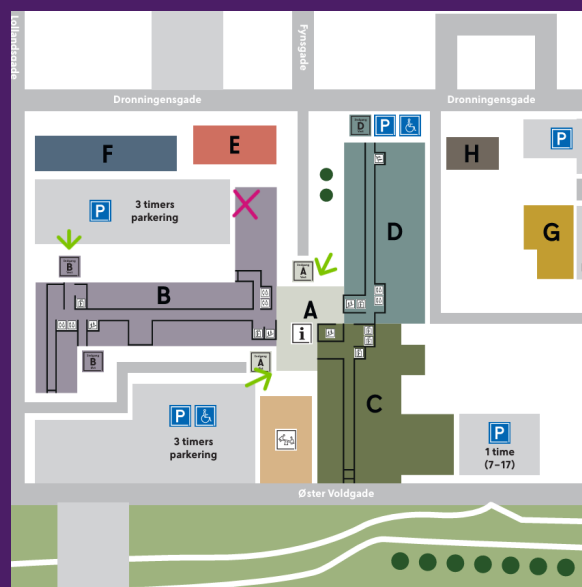 Lollandsgade
Fynsgade
Dronningensgade
Dronningensgade
D
P
P
F
E
H
P
3 timers
parkering
G
D
B
A
B
A
i
B
A
C
P
3 timers
parkering
P
1 time
(7–17)
Øster Voldgade